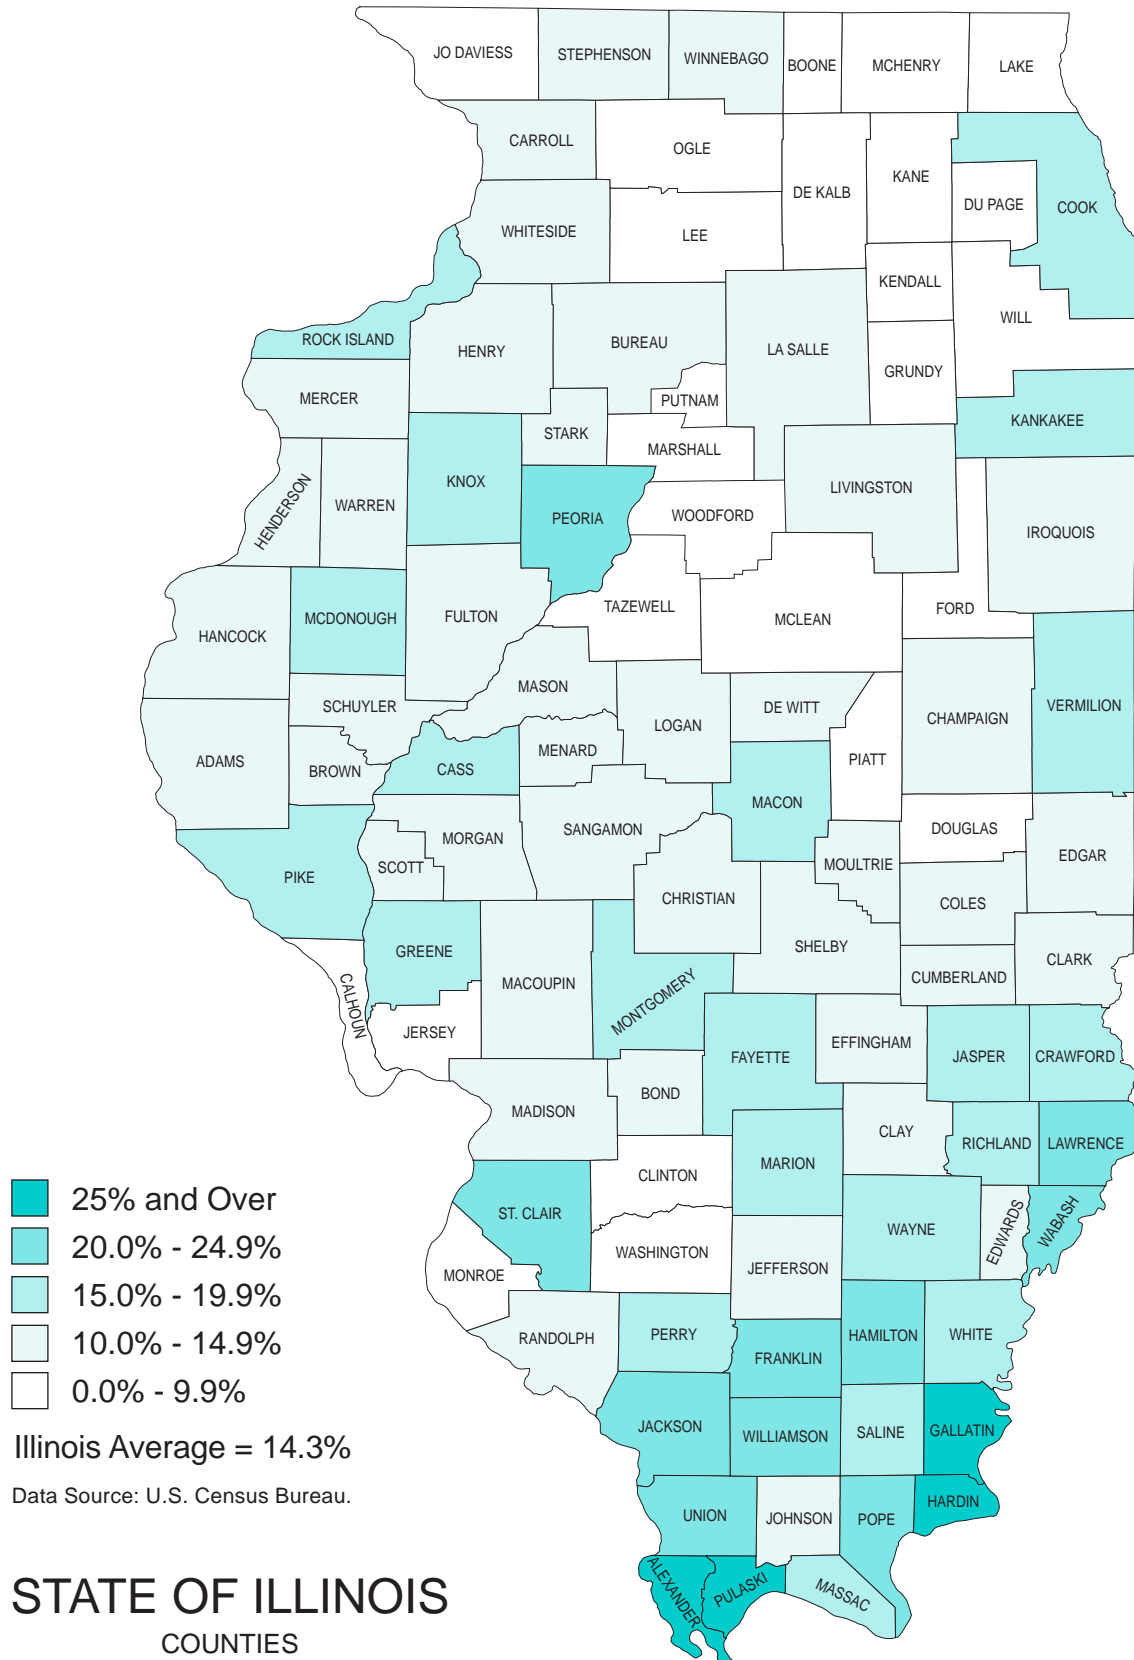 JO DAVIESS
STEPHENSON
WINNEBAGO
BOONE
MCHENRY
LAKE
CARROLL
OGLE
DE KALB
KANE
DU PAGE
COOK
WHITESIDE
LEE
KENDALL
WILL
ROCK ISLAND
HENRY
BUREAU
LA SALLE
GRUNDY
MERCER
PUTNAM
KANKAKEE
STARK
MARSHALL
KNOX
LIVINGSTON
HENDERSON
WARREN
PEORIA
WOODFORD
IROQUOIS
TAZEWELL
FORD
HANCOCK
MCDONOUGH
FULTON
MCLEAN
MASON
SCHUYLER
LOGAN
DE WITT
CHAMPAIGN
VERMILION
ADAMS
BROWN
CASS
MENARD
PIATT
MACON
PIKE
SCOTT
MORGAN
SANGAMON
DOUGLAS
EDGAR
MOULTRIE
CHRISTIAN
COLES
GREENE
SHELBY
CALHOUN
MACOUPIN
MONTGOMERY
CUMBERLAND
CLARK
JERSEY
FAYETTE
EFFINGHAM
JASPER
CRAWFORD
MADISON
BOND
CLAY
RICHLAND
LAWRENCE
CLINTON
MARION
25% and Over
ST. CLAIR
WAYNE
EDWARDS
WABASH
20.0% - 24.9%
WASHINGTON
MONROE
JEFFERSON
15.0% - 19.9%
RANDOLPH
PERRY
HAMILTON
WHITE
10.0% - 14.9%
FRANKLIN
0.0% - 9.9%
JACKSON
WILLIAMSON
SALINE
GALLATIN
Illinois Average = 14.3%
Data Source: U.S. Census Bureau.
UNION
JOHNSON
POPE
HARDIN
ALEXANDER
PULASKI
MASSAC
STATE OF ILLINOIS
COUNTIES